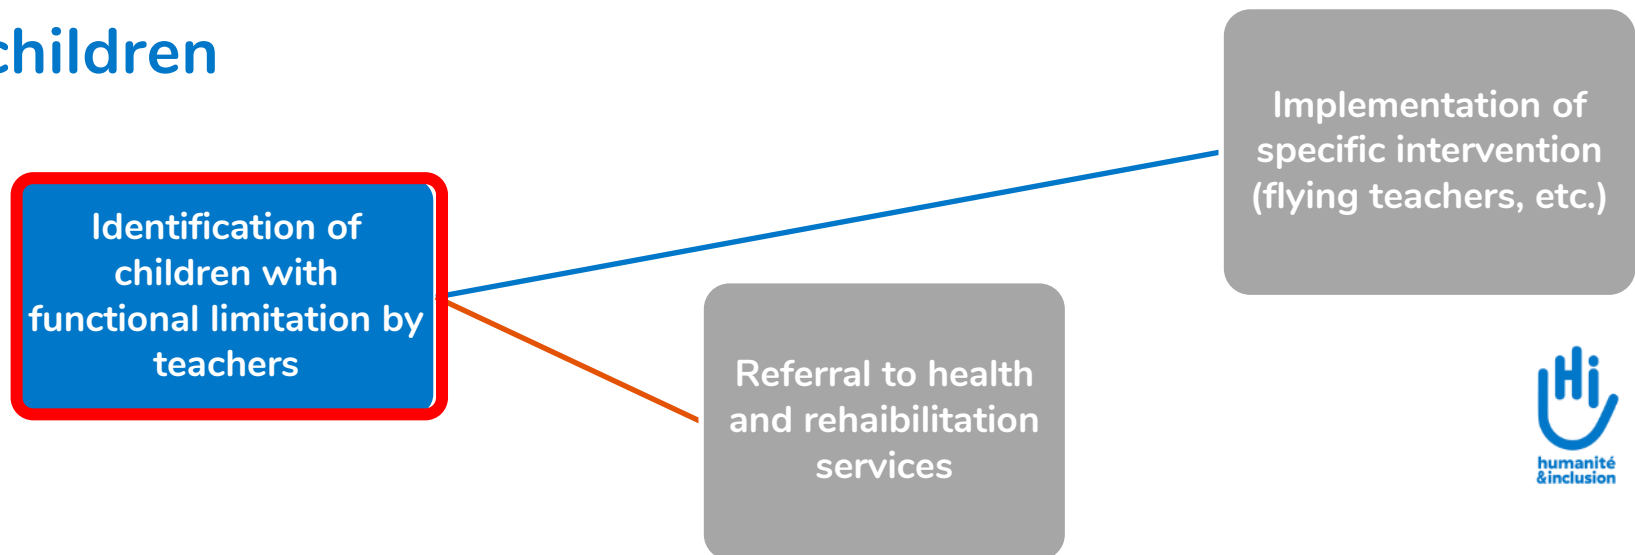 children
Identification of
children with
functional limitation by
teachers
Implementation of
specific intervention
(flying teachers, etc.)
Referral to health
and rehaibilitation
services
Hi
humanité
&inclusion